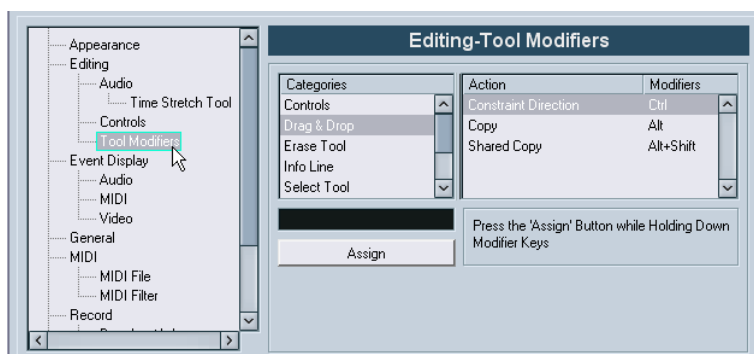 Appearance
Editing
Audio
Time Stretch Tool
Controls
Tool Modifiers
Event Display
Audio
MIDI
Video
General
MIDI
MIDI File
MIDI Filter
Record
Editing-Tool Modifiers
Categories
Controls
Drag & Drop
Erase Tool
Info Line
Select Tool
Assign
Action Modifiers
Constraint Direction Ctrl
Copy Alt
Shared Copy Alt+Shift
Press the 'Assign' Button while Holding Down
Modifier Keys